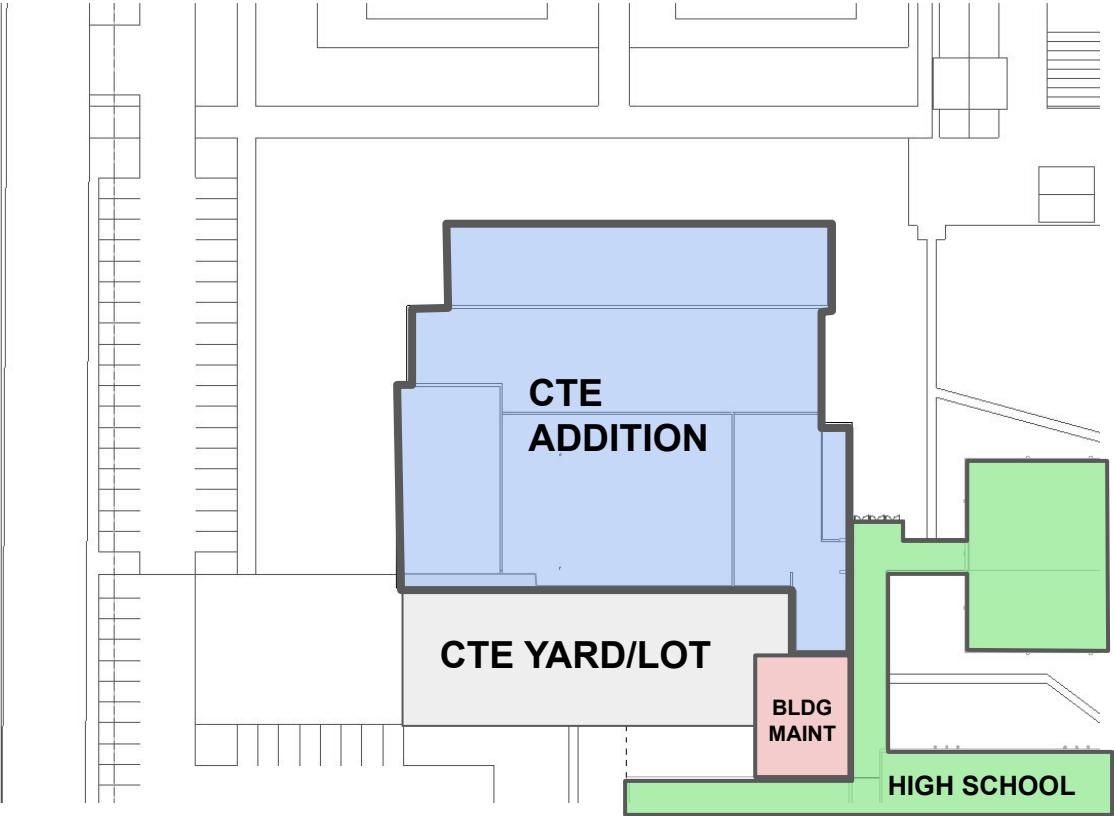 CTE
ADDITION
CTE YARD/LOT
BLDG
MAINT
HIGH SCHOOL